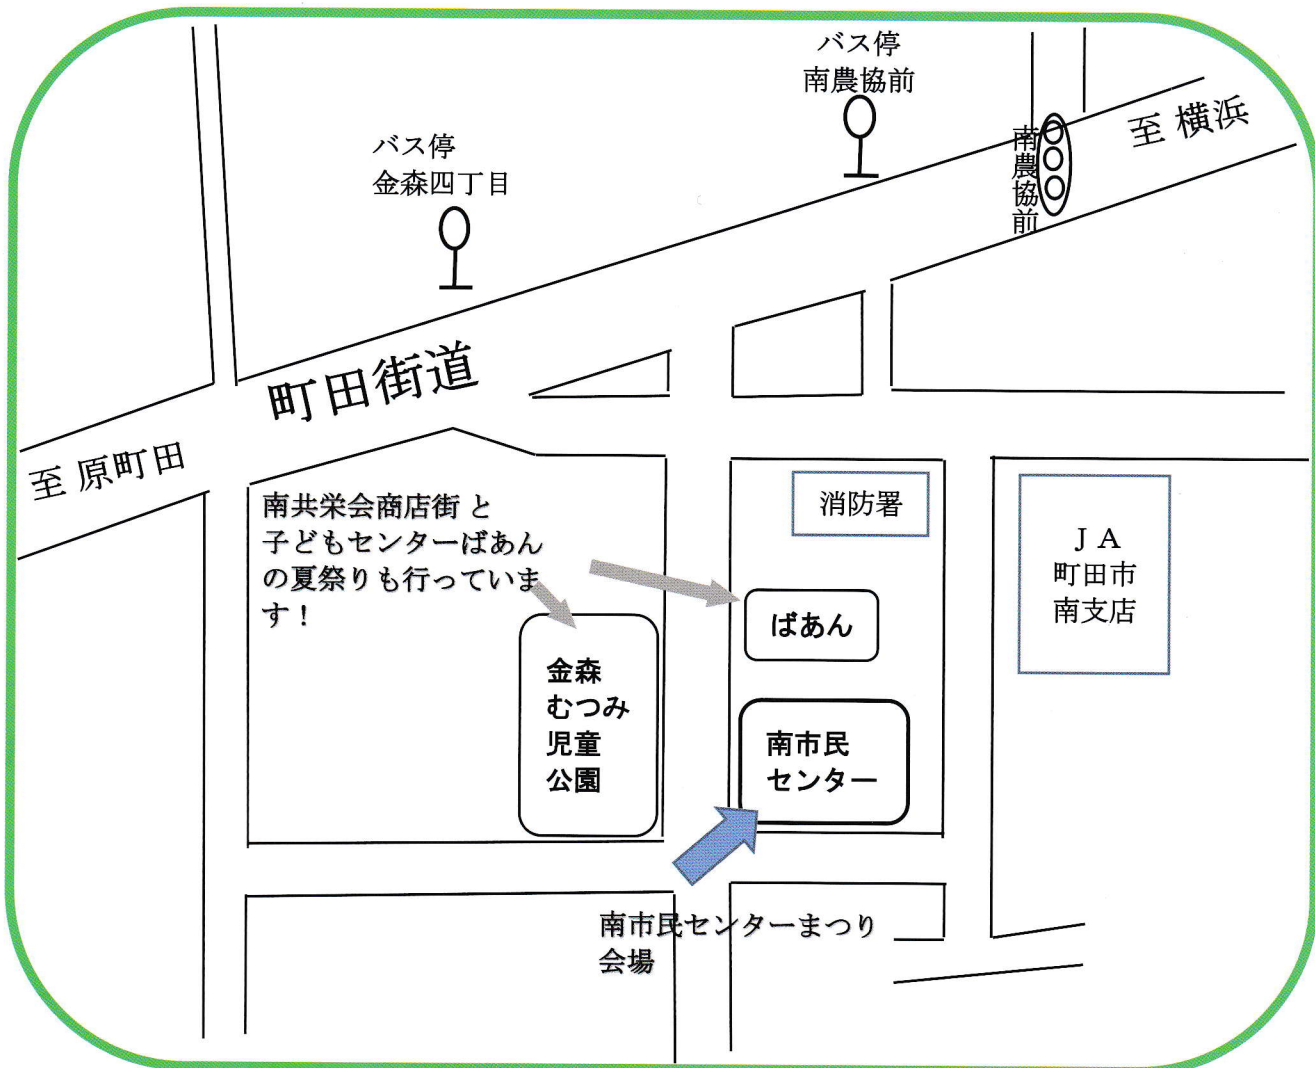 バス停
南農協前
バス停
金森四丁目
南農協前
至 横浜
町田街道
至 原町田
南共栄会商店街 と
子どもセンターばあん
の夏祭りも行っていま
す！
消防署
ＪＡ
町田市
南支店
ばあん
金森
むつみ
児童
公園
南市民
センター
南市民センターまつり
会場